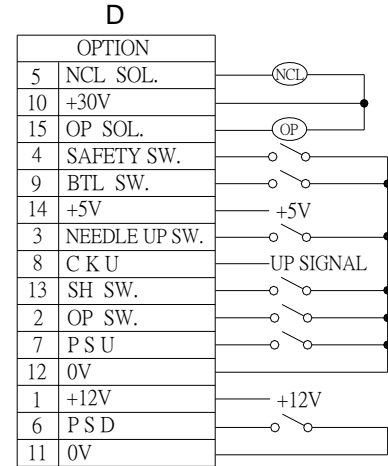 D
OPTION
5 NCL SOL. NCL
10 +30V
15 OP SOL. OP
4 SAFETY SW.
9 BTL SW.
14 +5V +5V
3 NEEDLE UP SW.
8 C K U UP SIGNAL
13 SH SW.
2 OP SW.
7 P S U
12 0V
1 +12V +12V
6 P S D
11 0V